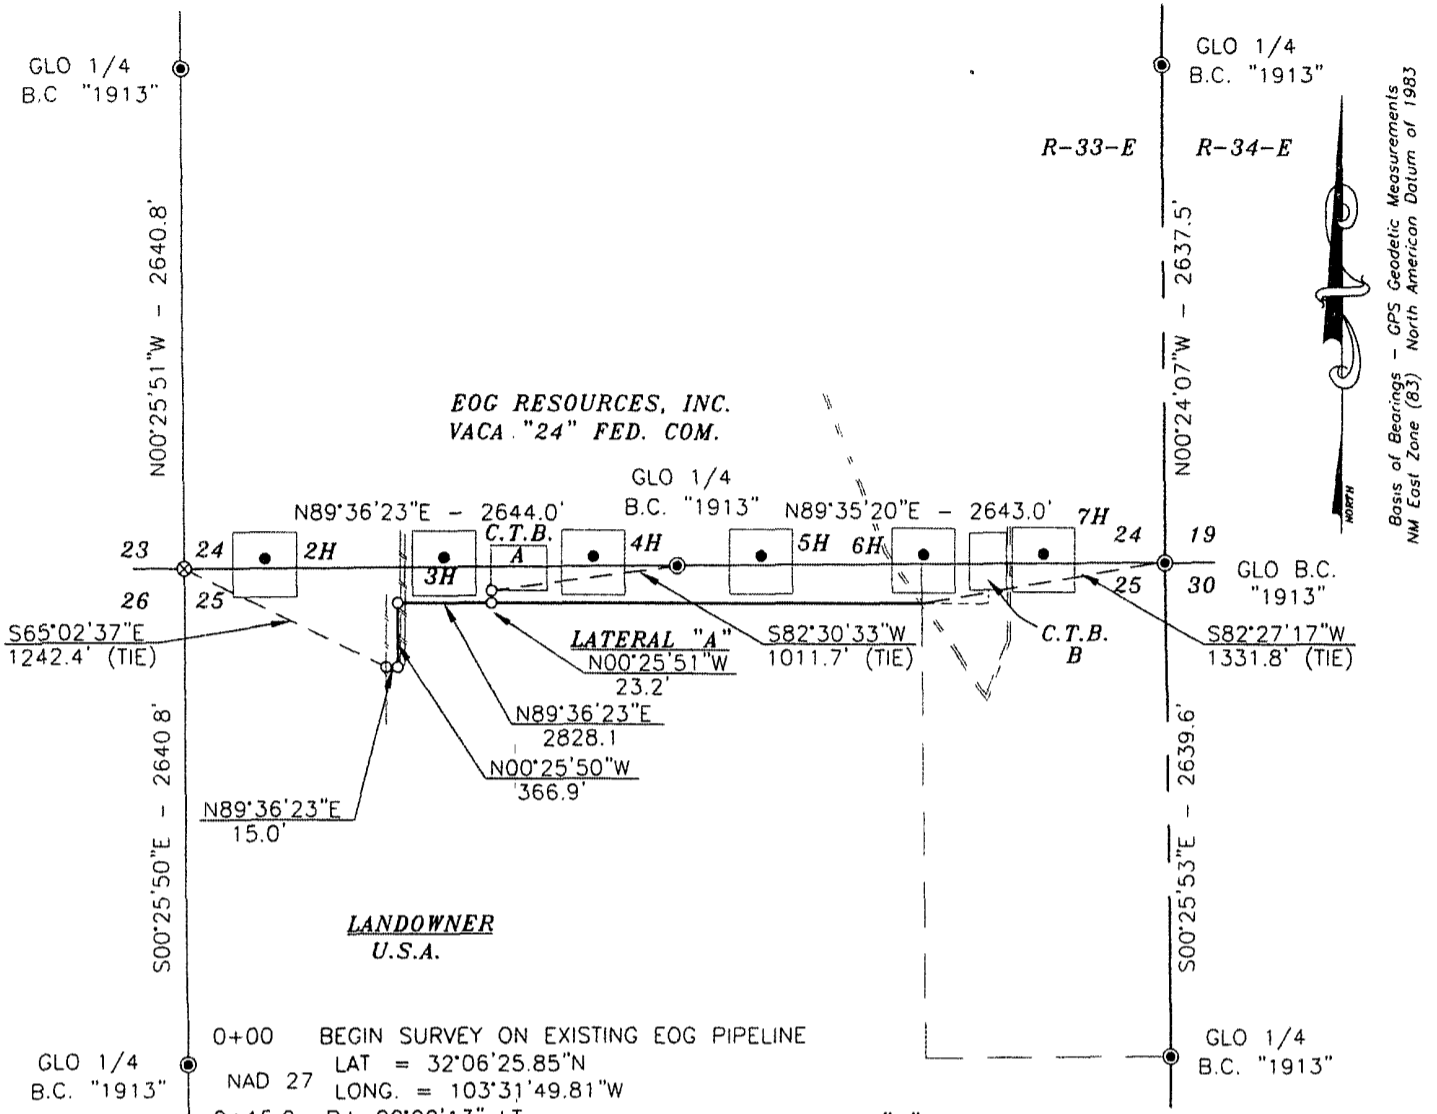 GLO 1/4
B.C "1913"
GLO 1/4
B.C. "1913"
R-33-E
R-34-E
Basis of Bearings - GPS Geodetic Measurements
NM East Zone (83) North American Datum of 1983
NORTH
N00°25'51"W - 2640.8'
N00°24'07"W - 2637.5'
EOG RESOURCES, INC.
VACA "24" FED. COM.
GLO 1/4
B.C. "1913"
N89°36'23"E - 2644.0'
N89°35'20"E - 2643.0'
C.T.B.
A
23
24
2H
3H
4H
5H
6H
7H
24
19
26
25
25
30
GLO B.C.
"1913"
S65°02'37"E
1242.4' (TIE)
LATERAL "A"
N00°25'51"W
23.2'
S82°30'33"W
1011.7' (TIE)
C.T.B.
B
S82°27'17"W
1331.8' (TIE)
N89°36'23"E
2828.1
N00°25'50"W
366.9'
N89°36'23"E
15.0'
S00°25'50"E - 2640 8'
S00°25'53"E - 2639.6'
LANDOWNER
U.S.A.
GLO 1/4
B.C. "1913"
GLO 1/4
B.C. "1913"
0+00 BEGIN SURVEY ON EXISTING EOG PIPELINE
LAT = 32°06'25.85"N
NAD 27
LONG. = 103°31'49.81"W